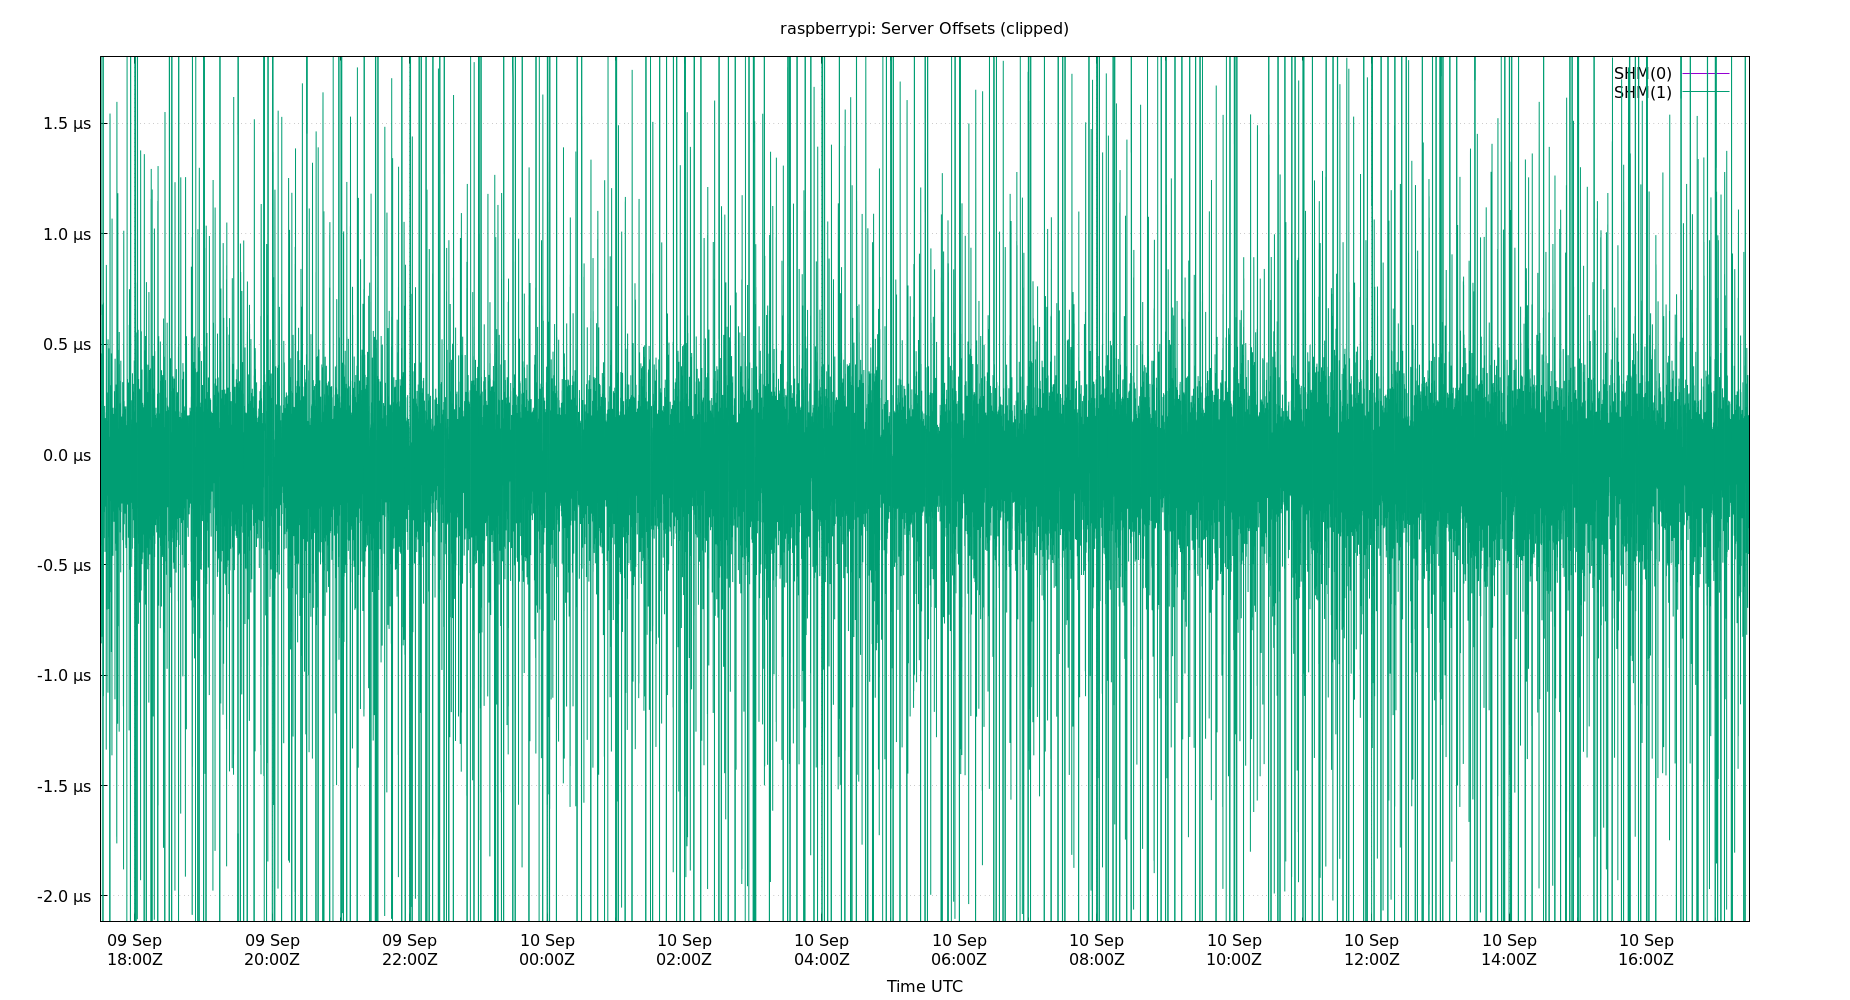 raspberrypi: Server Offsets (clipped)
SHM(0)
SHM(1)
1.5 µs
1.0 µs
0.5 µs
0.0 µs
-0.5 µs
-1.0 µs
-1.5 µs
-2.0 µs
09 Sep 09 Sep 09 Sep 10 Sep 10 Sep 10 Sep 10 Sep 10 Sep 10 Sep 10 Sep 10 Sep 10 Sep
18:00Z 20:00Z 22:00Z 00:00Z 02:00Z 04:00Z 06:00Z 08:00Z 10:00Z 12:00Z 14:00Z 16:00Z
Time UTC